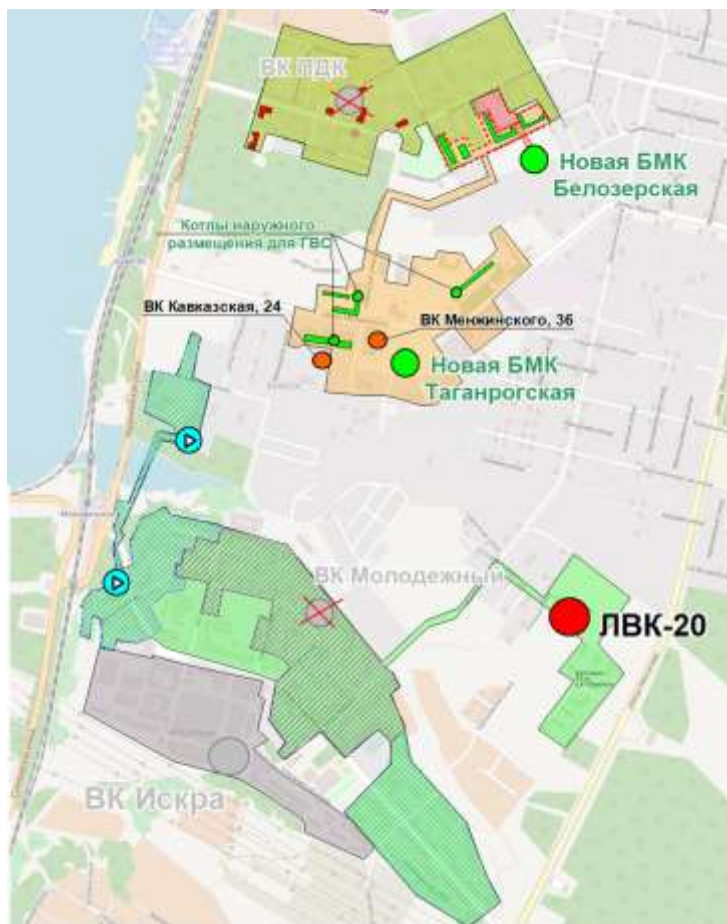 ВК ПДК
Новая БМК
Белозерская
Котлы наружного
размещения для ГВС
ВК Кавказская, 24
ВК Менжинского, 36
Новая БМК
Таганрогская
ВК Молодежный
ЛВК-20
ВК Искра